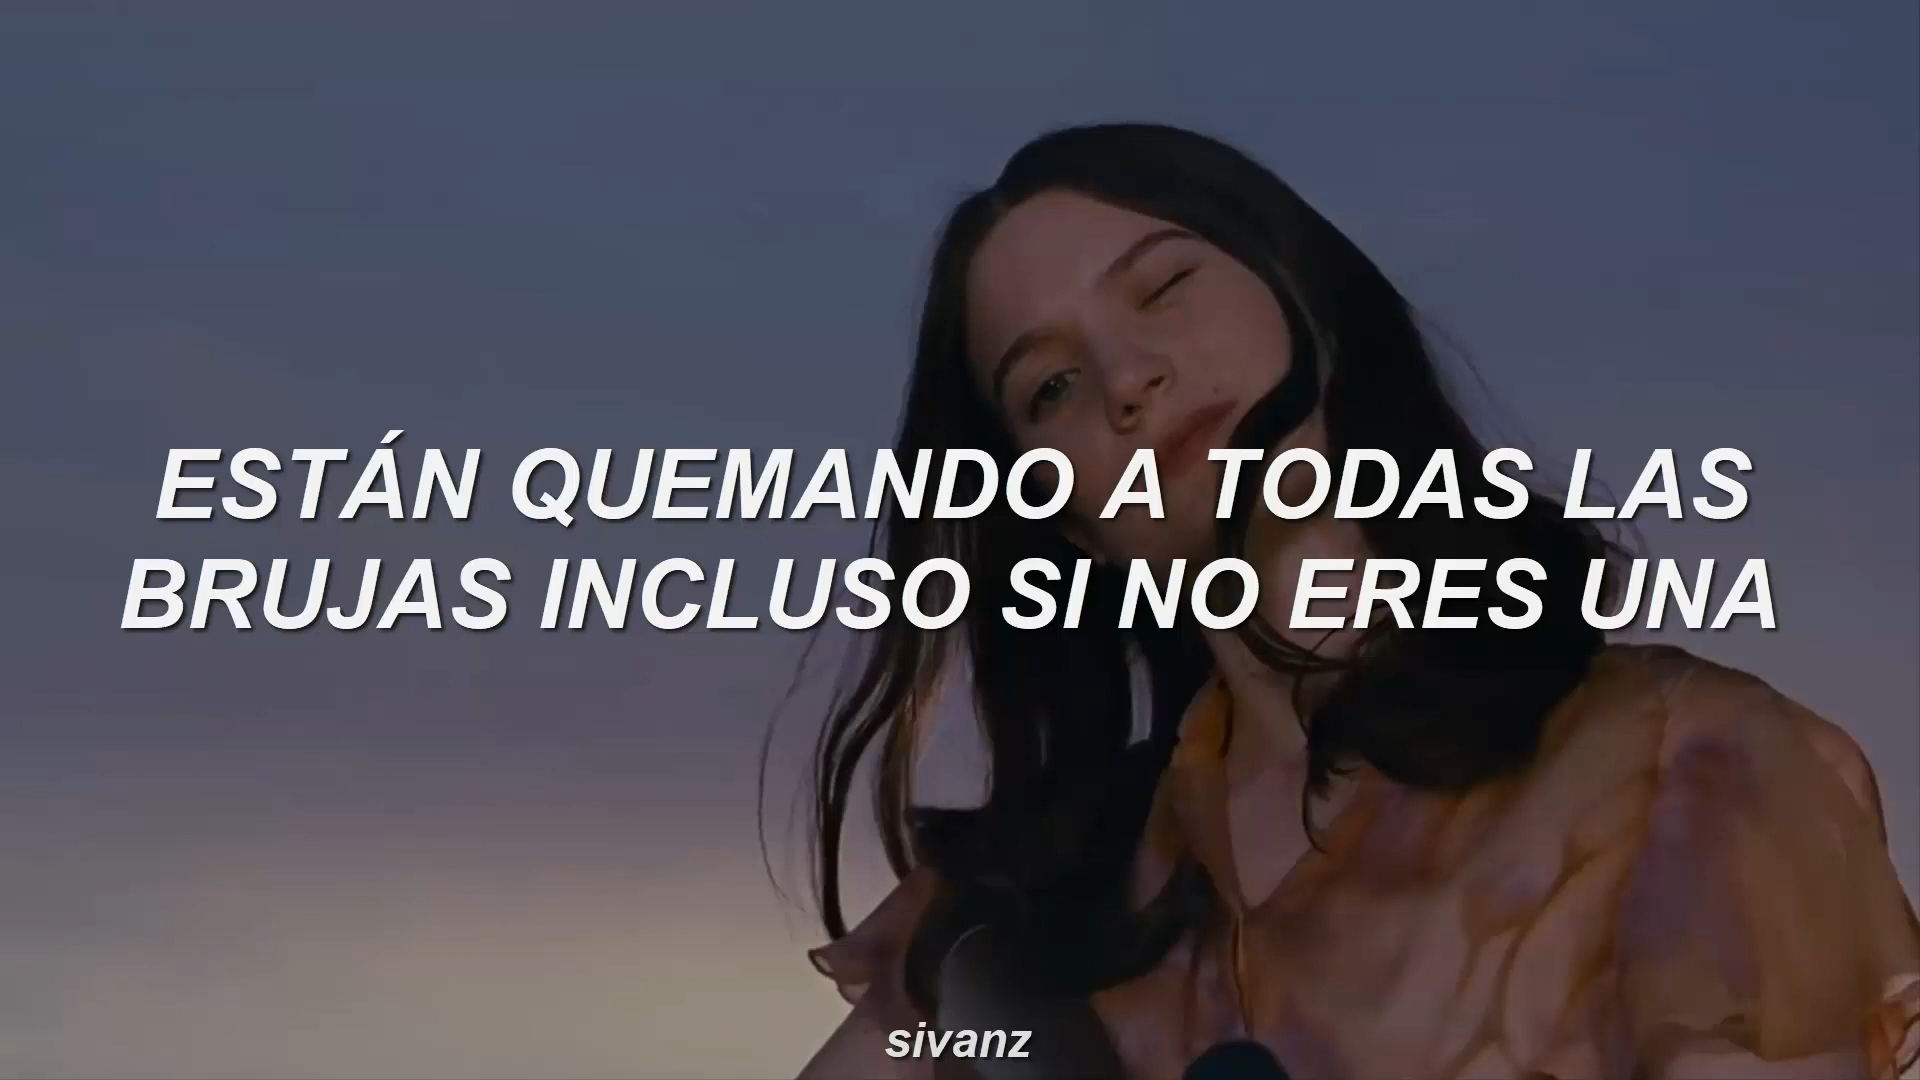 ESTÁN QUEMANDO A TODAS LAS
BRUJAS INCLUSO SI NO ERES UNA
sivanz